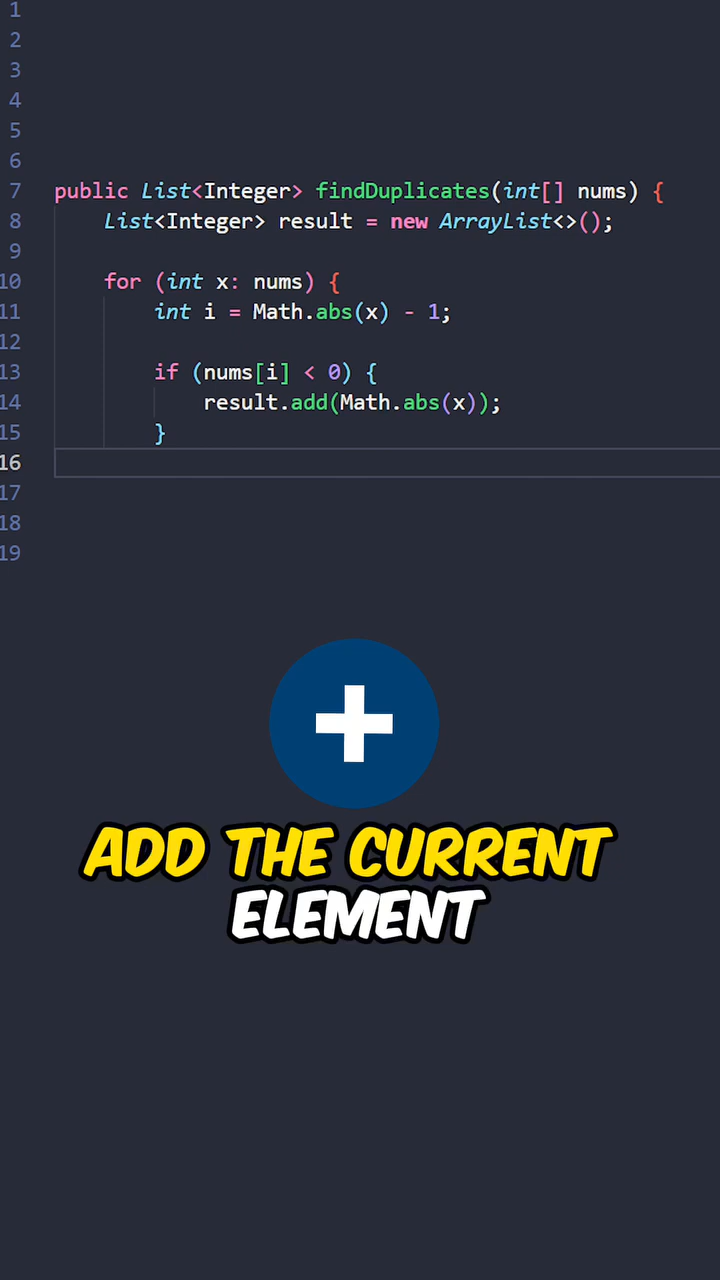 1
2
3
4
5
6
7 public List<Integer> findDuplicates(int[] nums) {
8     List<Integer> result = new ArrayList<>();
9
10     for (int x: nums) {
11         int i = Math.abs(x) - 1;
12
13         if (nums[i] < 0) {
14             result.add(Math.abs(x));
15         }
16
17
18
19
ADD THE CURRENT
ELEMENT